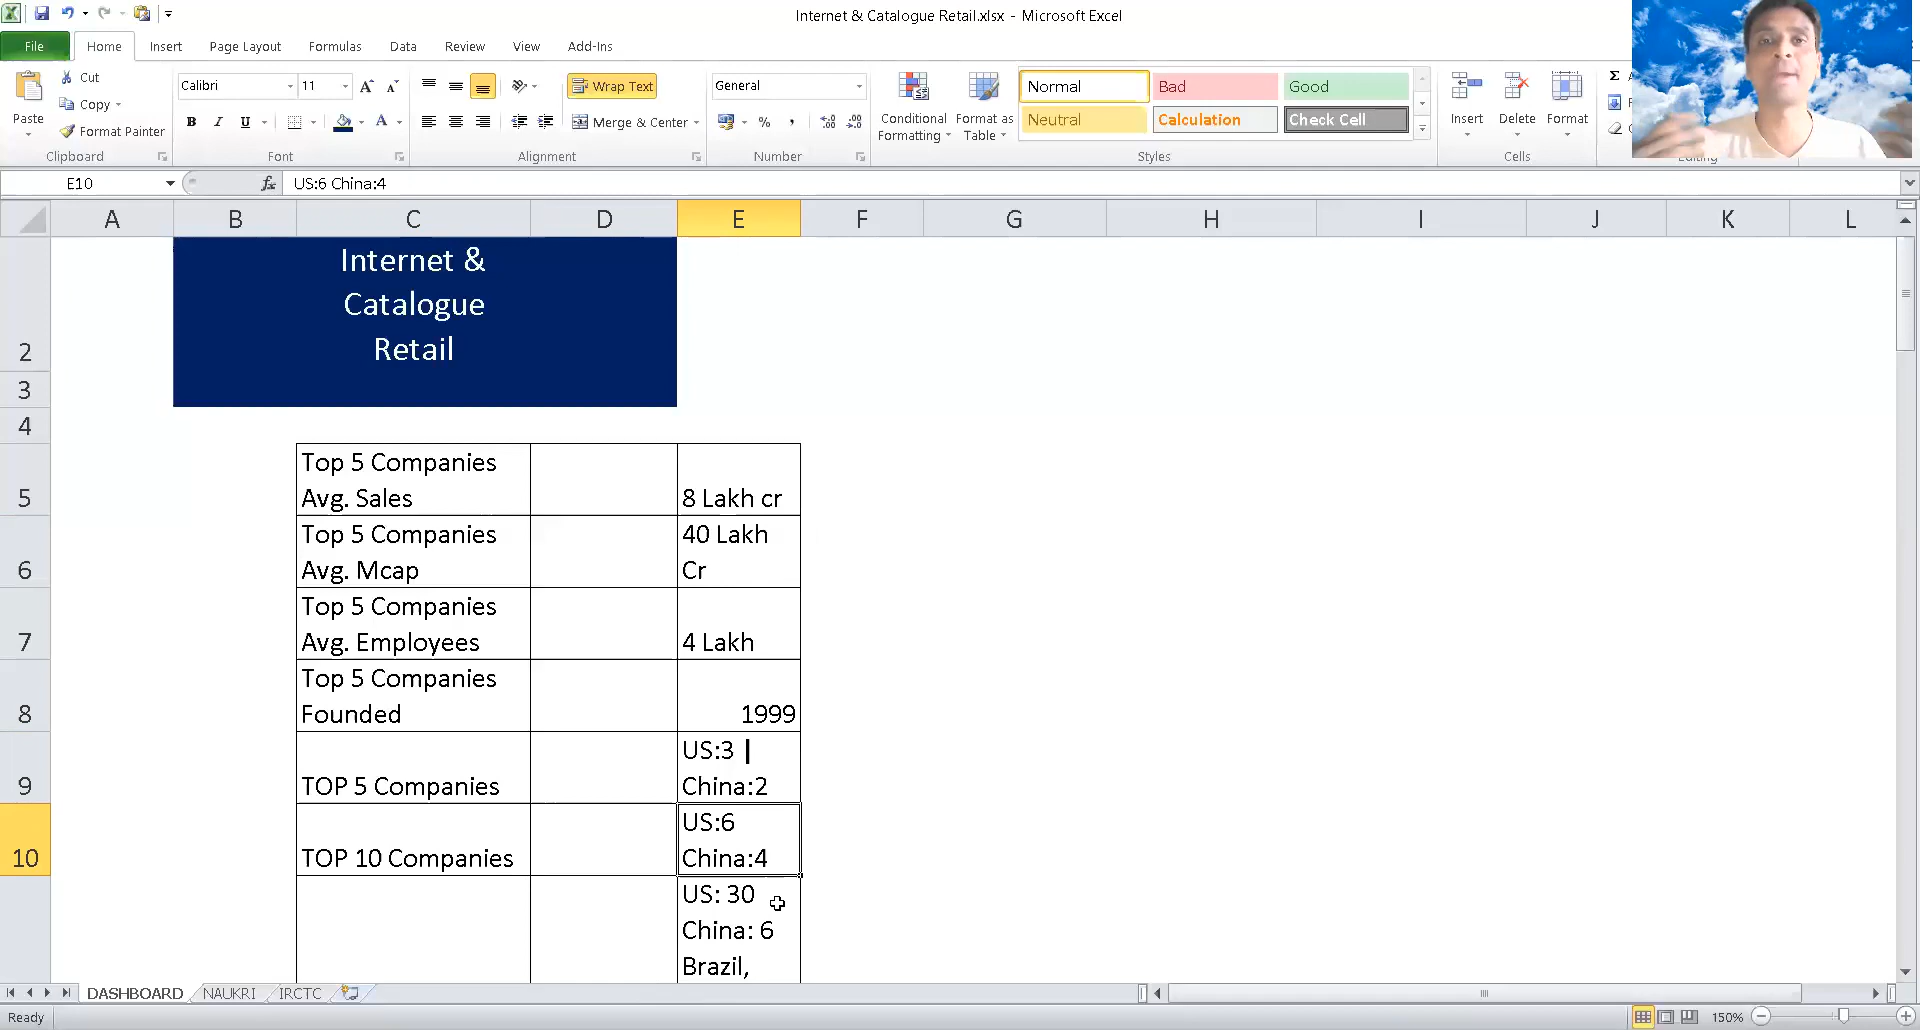 Internet & Catalogue Retail.xlsx - Microsoft Excel
File Home Insert Page Layout Formulas Data Review View Add-Ins
Paste
Cut
Copy
Format Painter
Clipboard
Calibri 11
B I U
Font
Wrap Text
Merge & Center
Alignment
General
Number
Conditional Formatting
Format as Table
Normal Bad Good
Neutral Calculation Check Cell
Styles
Insert Delete Format
Cells
E10 fx US:6 China:4
A B C D E F G H I J K L
2
3
4
5
6
7
8
9
10
Internet &
Catalogue
Retail
Top 5 Companies
Avg. Sales
8 Lakh cr
Top 5 Companies
Avg. Mcap
40 Lakh
Cr
Top 5 Companies
Avg. Employees
4 Lakh
Top 5 Companies
Founded
1999
TOP 5 Companies
US:3 |
China:2
TOP 10 Companies
US:6
China:4
US: 30
China: 6
Brazil,
DASHBOARD NAUKRI IRCTC
Ready
150%